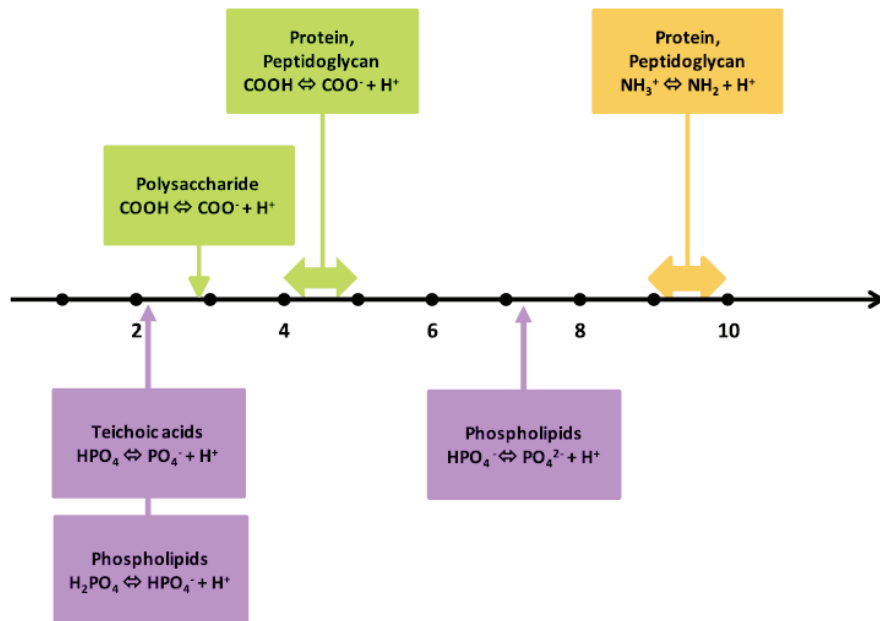 Protein,
Peptidoglycan
COOH ⇔ COO⁻ + H⁺
Protein,
Peptidoglycan
NH₃⁺ ⇔ NH₂ + H⁺
Polysaccharide
COOH ⇔ COO⁻ + H⁺
2
4
6
8
10
Teichoic acids
HPO₄ ⇔ PO₄⁻ + H⁺
Phospholipids
HPO₄⁻ ⇔ PO₄²⁻ + H⁺
Phospholipids
H₂PO₄ ⇔ HPO₄⁻ + H⁺